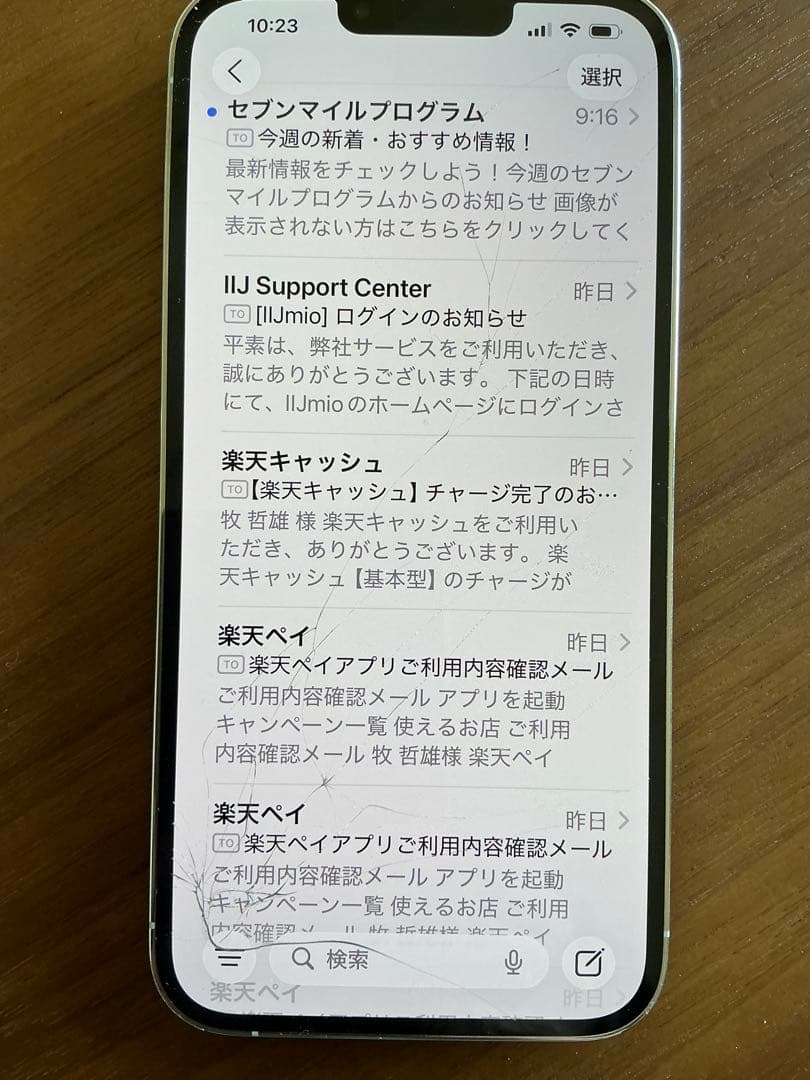 10:23
選択
セブンマイルプログラム 9:16
TO 今週の新着・おすすめ情報！
最新情報をチェックしよう！今週のセブン
マイルプログラムからのお知らせ 画像が
表示されない方はこちらをクリックしてく
IIJ Support Center 昨日
TO [IIJmio] ログインのお知らせ
平素は、弊社サービスをご利用いただき、
誠にありがとうございます。 下記の日時
にて、IIJmioのホームページにログインさ
楽天キャッシュ 昨日
TO 【楽天キャッシュ】チャージ完了のお…
牧 哲雄 様 楽天キャッシュをご利用い
ただき、ありがとうございます。 楽
天キャッシュ【基本型】のチャージが
楽天ペイ 昨日
TO 楽天ペイアプリご利用内容確認メール
ご利用内容確認メール アプリを起動
キャンペーン一覧 使えるお店 ご利用
内容確認メール 牧 哲雄様 楽天ペイ
楽天ペイ 昨日
TO 楽天ペイアプリご利用内容確認メール
ご利用内容確認メール アプリを起動
キャンペーン一覧 使えるお店 ご利用
内容確認メール 牧 哲雄様 楽天ペイ
検索
楽天ペイ 昨日